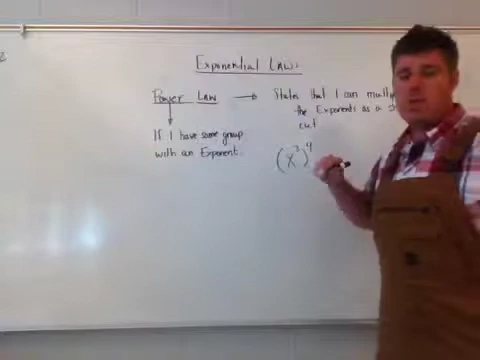 Exponential Laws
Power Law → States that I can multiply
the Exponents as a
cut
If I have some group
with an Exponent.
(x³)⁴